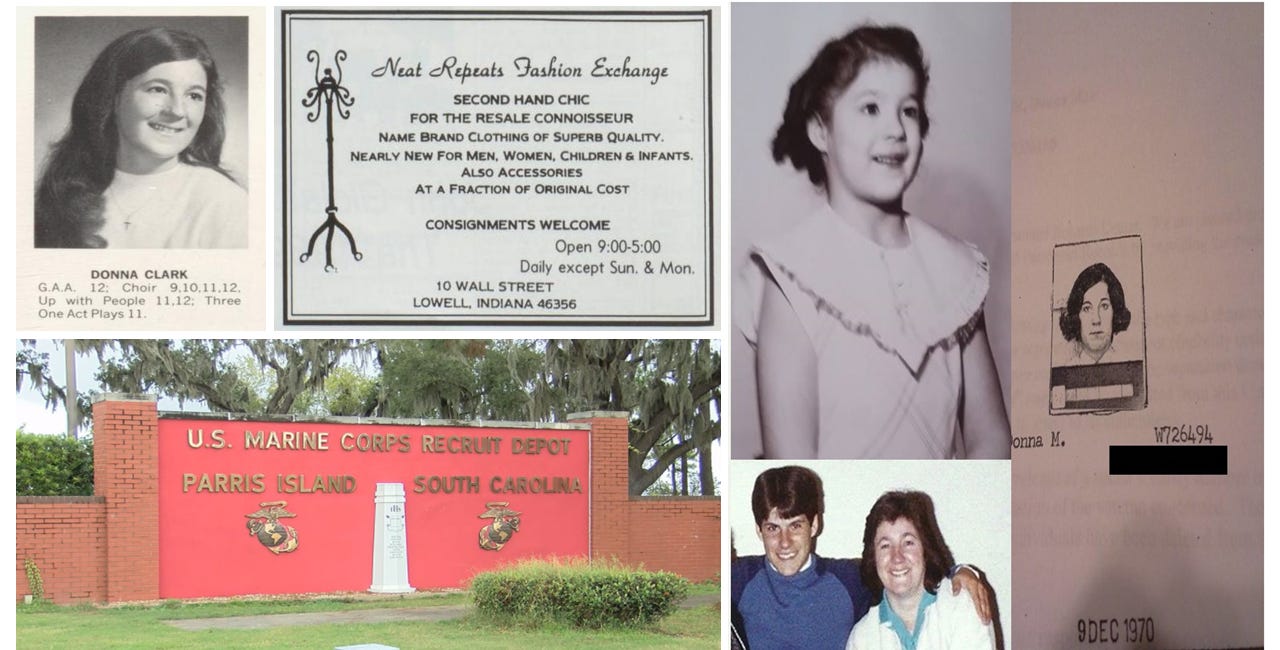 DONNA CLARK
G.A.A. 12; Choir 9,10,11,12,
Up with People 11,12; Three
One Act Plays 11.
Neat Repeats Fashion Exchange
SECOND HAND CHIC
FOR THE RESALE CONNOISSEUR
NAME BRAND CLOTHING OF SUPERB QUALITY.
NEARLY NEW FOR MEN, WOMEN, CHILDREN & INFANTS.
ALSO ACCESSORIES
AT A FRACTION OF ORIGINAL COST
CONSIGNMENTS WELCOME
Open 9:00-5:00
Daily except Sun. & Mon.
10 WALL STREET
LOWELL, INDIANA 46356
U.S. MARINE CORPS RECRUIT DEPOT
PARRIS ISLAND SOUTH CAROLINA
onna M. W726494
9 DEC 1970